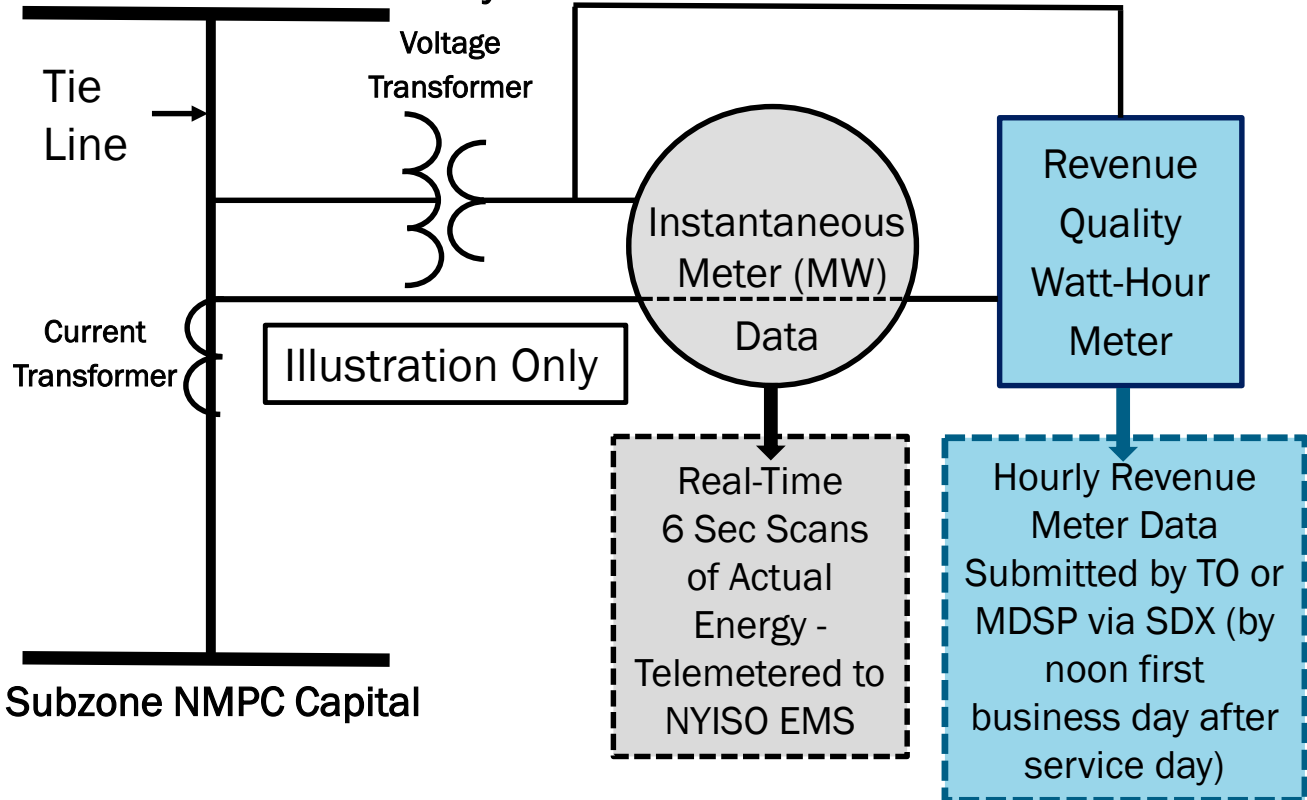 Voltage
Transformer
Tie
Line
Instantaneous
Meter (MW)
Data
Revenue
Quality
Watt-Hour
Meter
Current
Transformer
Illustration Only
Real-Time
6 Sec Scans
of Actual
Energy -
Telemetered to
NYISO EMS
Hourly Revenue
Meter Data
Submitted by TO or
MDSP via SDX (by
noon first
business day after
service day)
Subzone NMPC Capital